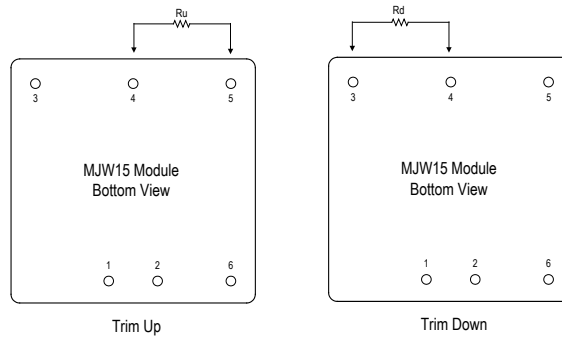 Ru
3 4 5
MJW15 Module
Bottom View
1 2 6
Trim Up
Rd
3 4 5
MJW15 Module
Bottom View
1 2 6
Trim Down